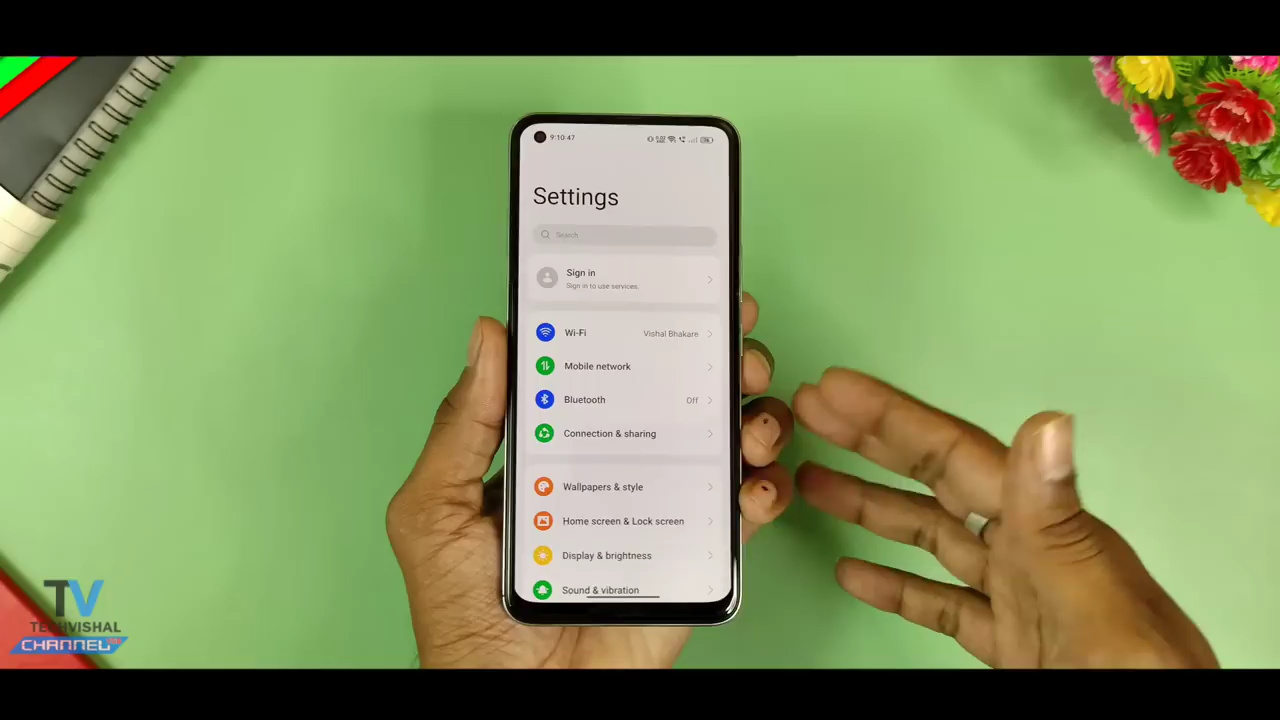 9:10:47
Settings
Search
Sign in
Sign in to use services.
Wi-Fi Vishal Bhakare
Mobile network
Bluetooth Off
Connection & sharing
Wallpapers & style
Home screen & Lock screen
Display & brightness
Sound & vibration
TV
TECHVISHAL
CHANNEL